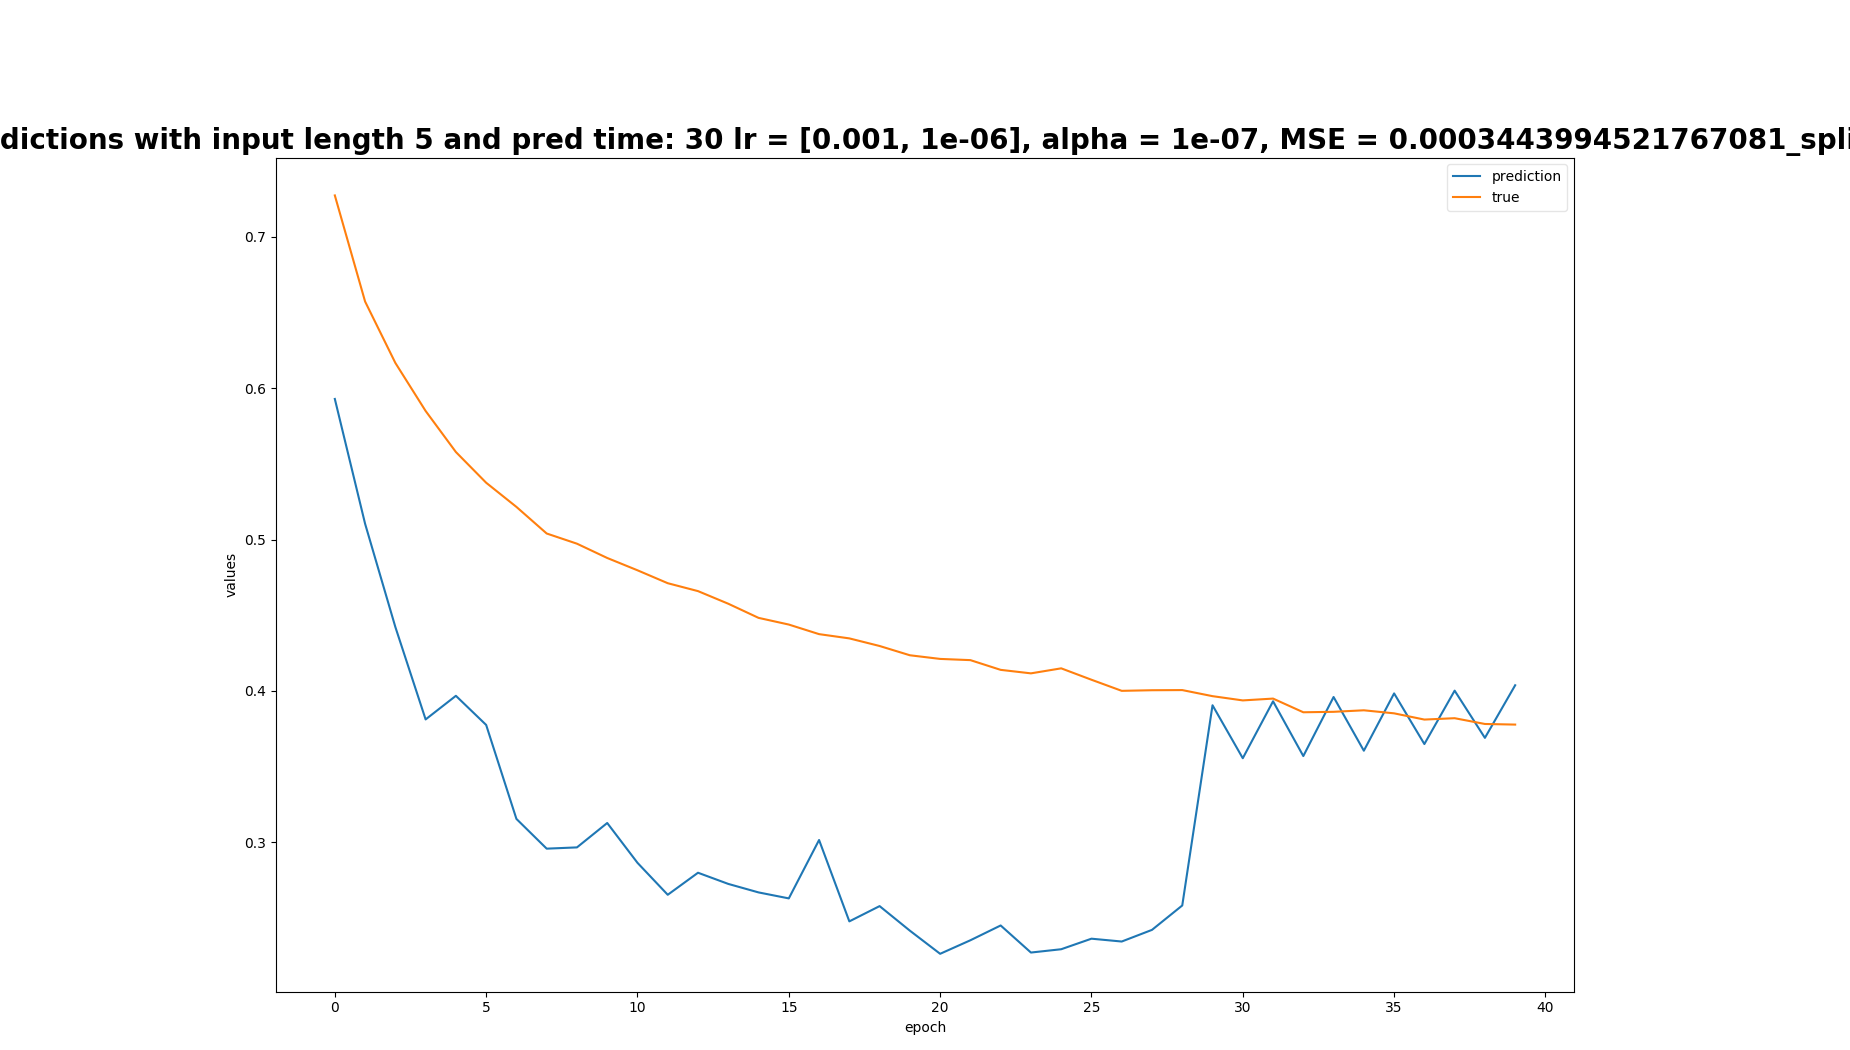 dictions with input length 5 and pred time: 30 lr = [0.001, 1e-06], alpha = 1e-07, MSE = 0.0003443994521767081_spli
prediction
true
values
0.7
0.6
0.5
0.4
0.3
0 5 10 15 20 25 30 35 40
epoch